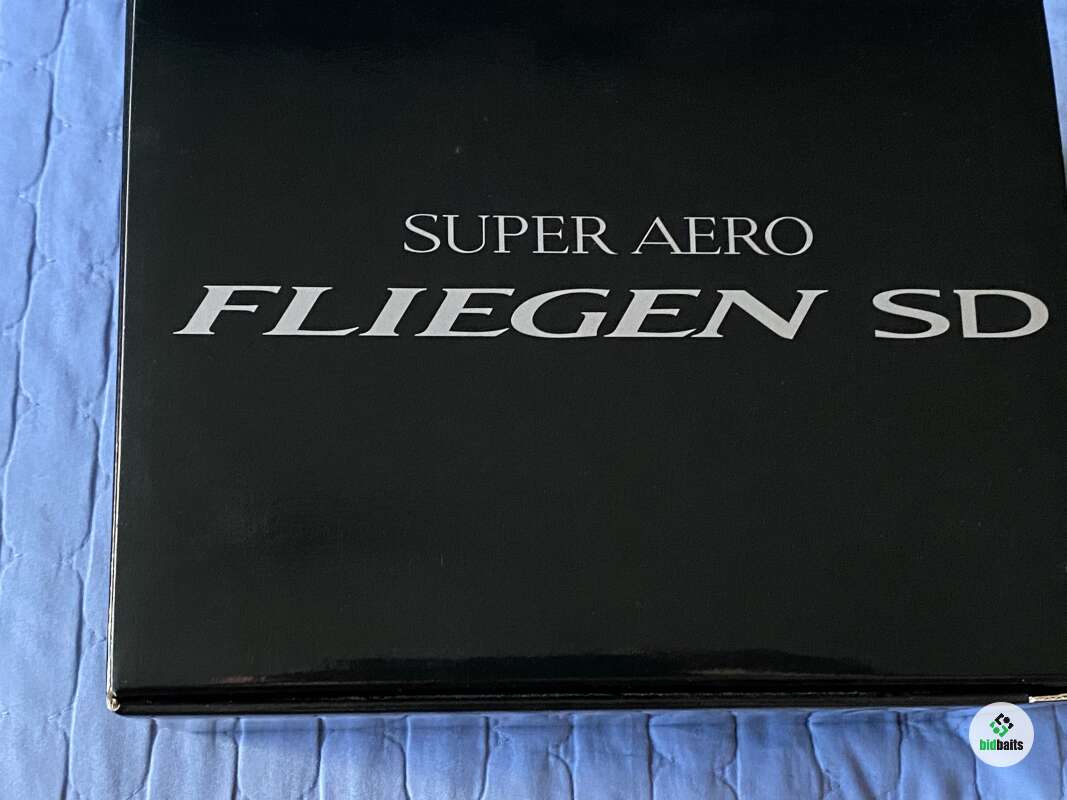 SUPER AERO
FLIEGEN SD
bidbaits